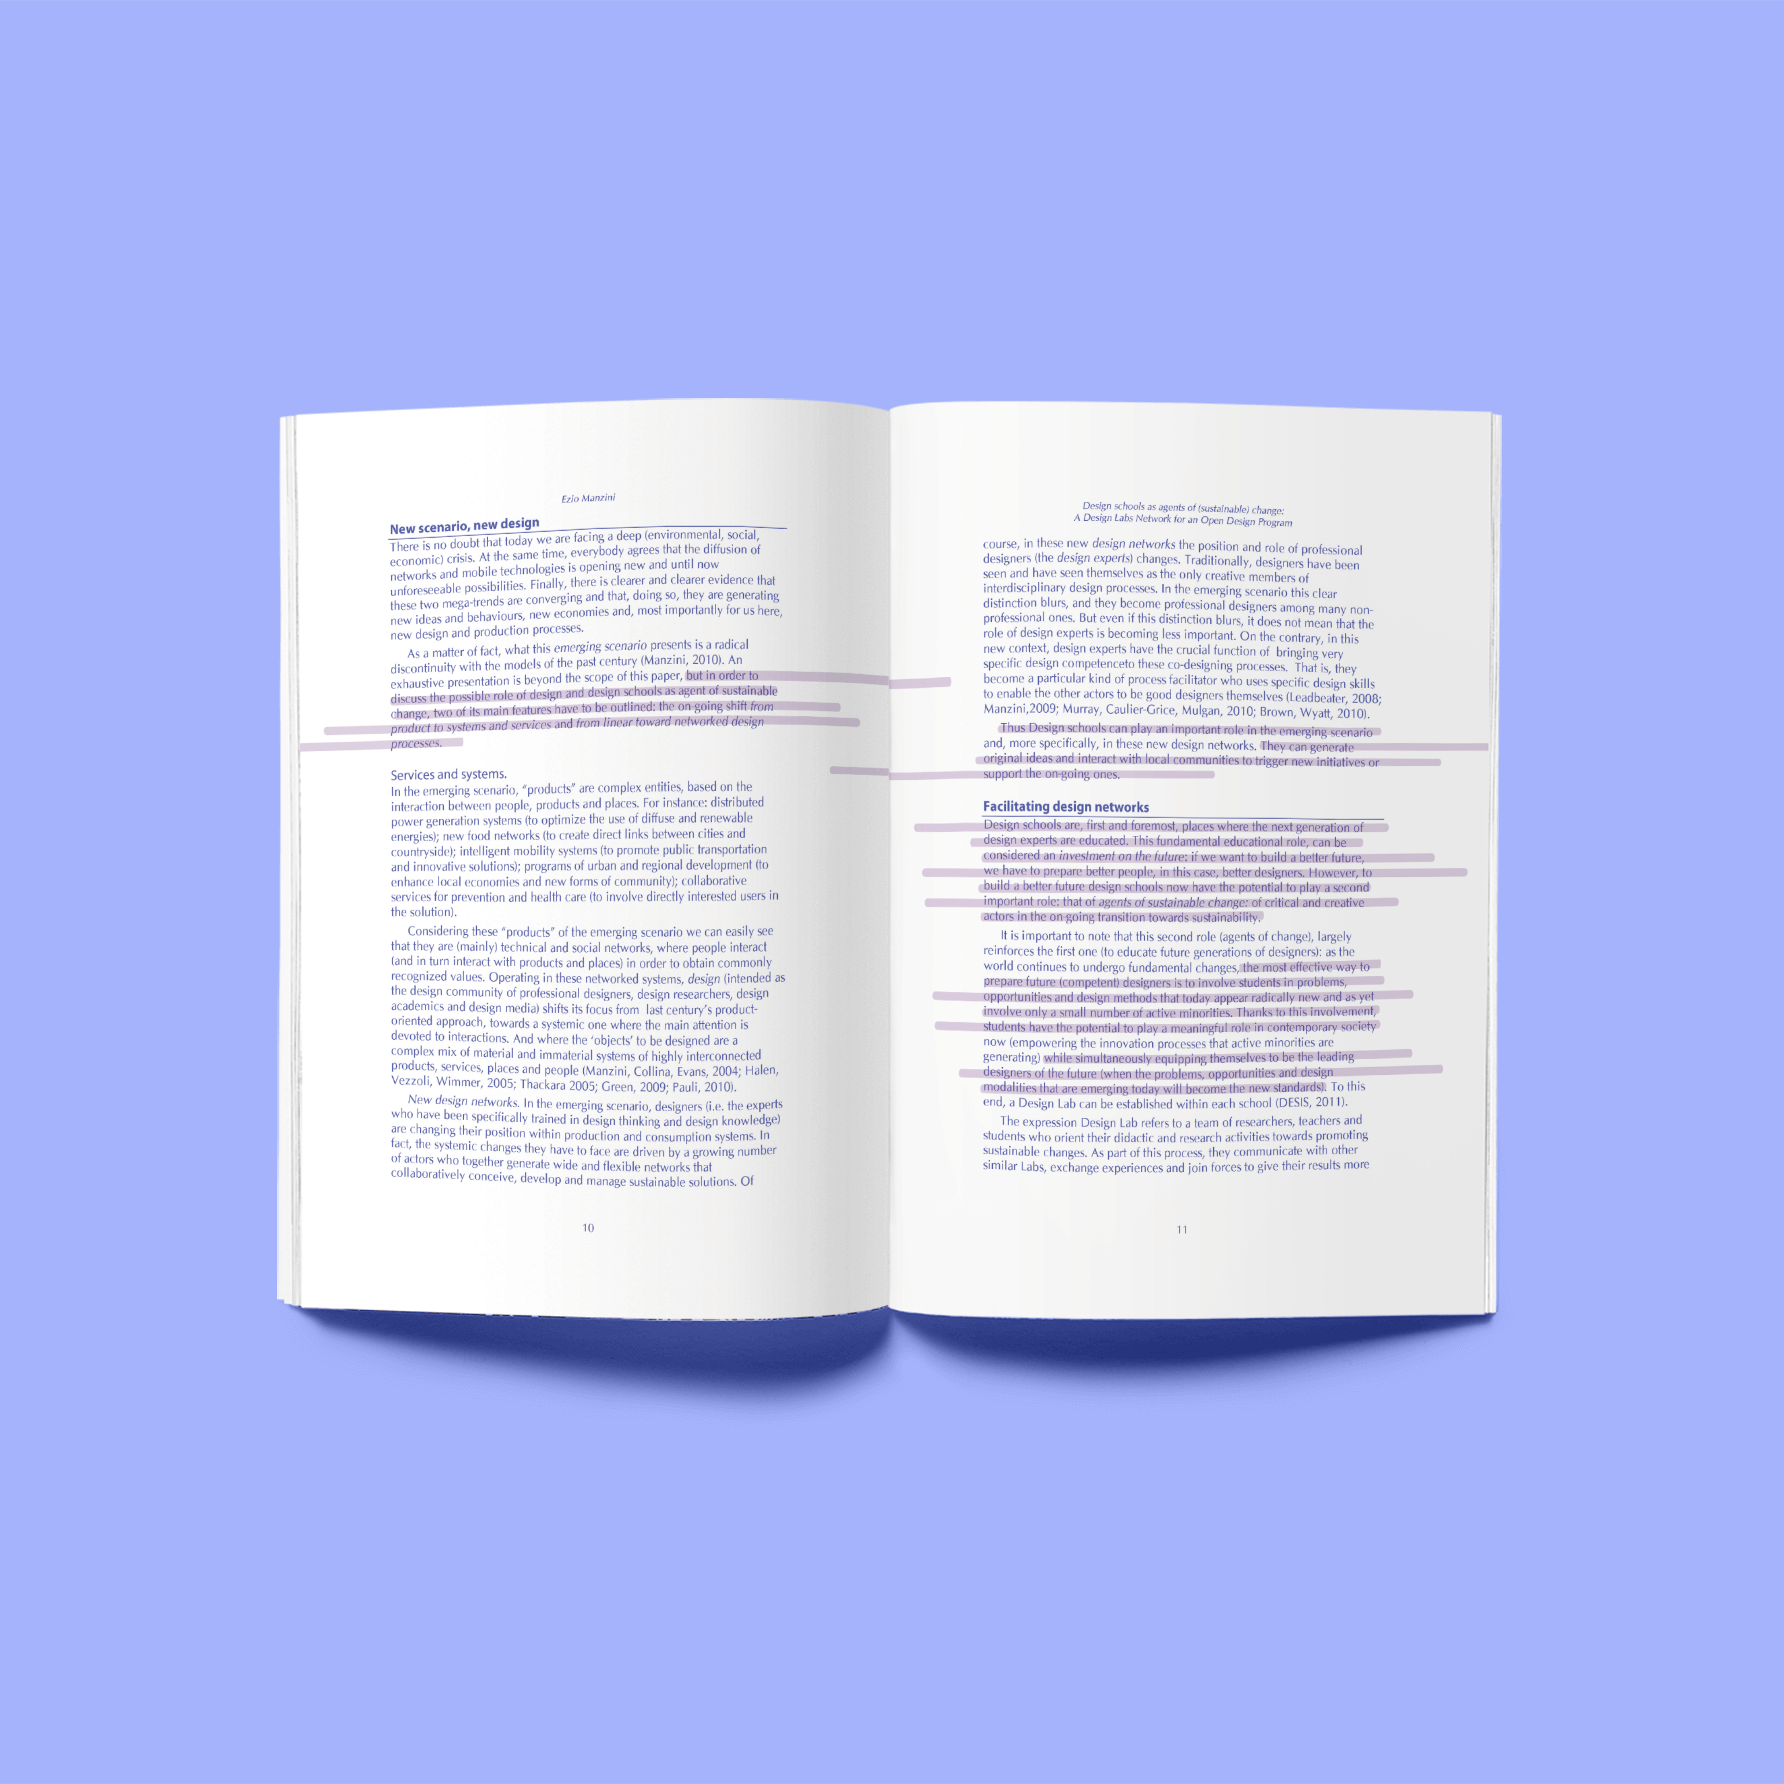 Ezio Manzini
New scenario, new design
There is no doubt that today we are facing a deep (environmental, social,
economic) crisis. At the same time, everybody agrees that the diffusion of
networks and mobile technologies is opening new and until now
unforeseeable possibilities. Finally, there is clearer and clearer evidence that
these two mega-trends are converging and that, doing so, they are generating
new ideas and behaviours, new economies and, most importantly for us here,
new design and production processes.
As a matter of fact, what this emerging scenario presents is a radical
discontinuity with the models of the past century (Manzini, 2010). An
exhaustive presentation is beyond the scope of this paper, but in order to
discuss the possible role of design and design schools as agent of sustainable
change, two of its main features have to be outlined: the on-going shift from
product to systems and services and from linear toward networked design
processes.
Services and systems.
In the emerging scenario, “products” are complex entities, based on the
interaction between people, products and places. For instance: distributed
power generation systems (to optimize the use of diffuse and renewable
energies); new food networks (to create direct links between cities and
countryside); intelligent mobility systems (to promote public transportation
and innovative solutions); programs of urban and regional development (to
enhance local economies and new forms of community); collaborative
services for prevention and health care (to involve directly interested users in
the solution).
Considering these “products” of the emerging scenario we can easily see
that they are (mainly) technical and social networks, where people interact
(and in turn interact with products and places) in order to obtain commonly
recognized values. Operating in these networked systems, design (intended as
the design community of professional designers, design researchers, design
academics and design media) shifts its focus from last century’s product-
oriented approach, towards a systemic one where the main attention is
devoted to interactions. And where the ‘objects’ to be designed are a
complex mix of material and immaterial systems of highly interconnected
products, services, places and people (Manzini, Collina, Evans, 2004; Halen,
Vezzoli, Wimmer, 2005; Thackara 2005; Green, 2009; Pauli, 2010).
New design networks. In the emerging scenario, designers (i.e. the experts
who have been specifically trained in design thinking and design knowledge)
are changing their position within production and consumption systems. In
fact, the systemic changes they have to face are driven by a growing number
of actors who together generate wide and flexible networks that
collaboratively conceive, develop and manage sustainable solutions. Of
10
Design schools as agents of (sustainable) change:
A Design Labs Network for an Open Design Program
course, in these new design networks the position and role of professional
designers (the design experts) changes. Traditionally, designers have been
seen and have seen themselves as the only creative members of
interdisciplinary design processes. In the emerging scenario this clear
distinction blurs, and they become professional designers among many non-
professional ones. But even if this distinction blurs, it does not mean that the
role of design experts is becoming less important. On the contrary, in this
new context, design experts have the crucial function of bringing very
specific design competenceto these co-designing processes. That is, they
become a particular kind of process facilitator who uses specific design skills
to enable the other actors to be good designers themselves (Leadbeater, 2008;
Manzini,2009; Murray, Caulier-Grice, Mulgan, 2010; Brown, Wyatt, 2010).
Thus Design schools can play an important role in the emerging scenario
and, more specifically, in these new design networks. They can generate
original ideas and interact with local communities to trigger new initiatives or
support the on-going ones.
Facilitating design networks
Design schools are, first and foremost, places where the next generation of
design experts are educated. This fundamental educational role, can be
considered an investment on the future: if we want to build a better future,
we have to prepare better people, in this case, better designers. However, to
build a better future design schools now have the potential to play a second
important role: that of agents of sustainable change: of critical and creative
actors in the on-going transition towards sustainability.
It is important to note that this second role (agents of change), largely
reinforces the first one (to educate future generations of designers): as the
world continues to undergo fundamental changes, the most effective way to
prepare future (competent) designers is to involve students in problems,
opportunities and design methods that today appear radically new and as yet
involve only a small number of active minorities. Thanks to this involvement,
students have the potential to play a meaningful role in contemporary society
now (empowering the innovation processes that active minorities are
generating) while simultaneously equipping themselves to be the leading
designers of the future (when the problems, opportunities and design
modalities that are emerging today will become the new standards). To this
end, a Design Lab can be established within each school (DESIS, 2011).
The expression Design Lab refers to a team of researchers, teachers and
students who orient their didactic and research activities towards promoting
sustainable changes. As part of this process, they communicate with other
similar Labs, exchange experiences and join forces to give their results more
11